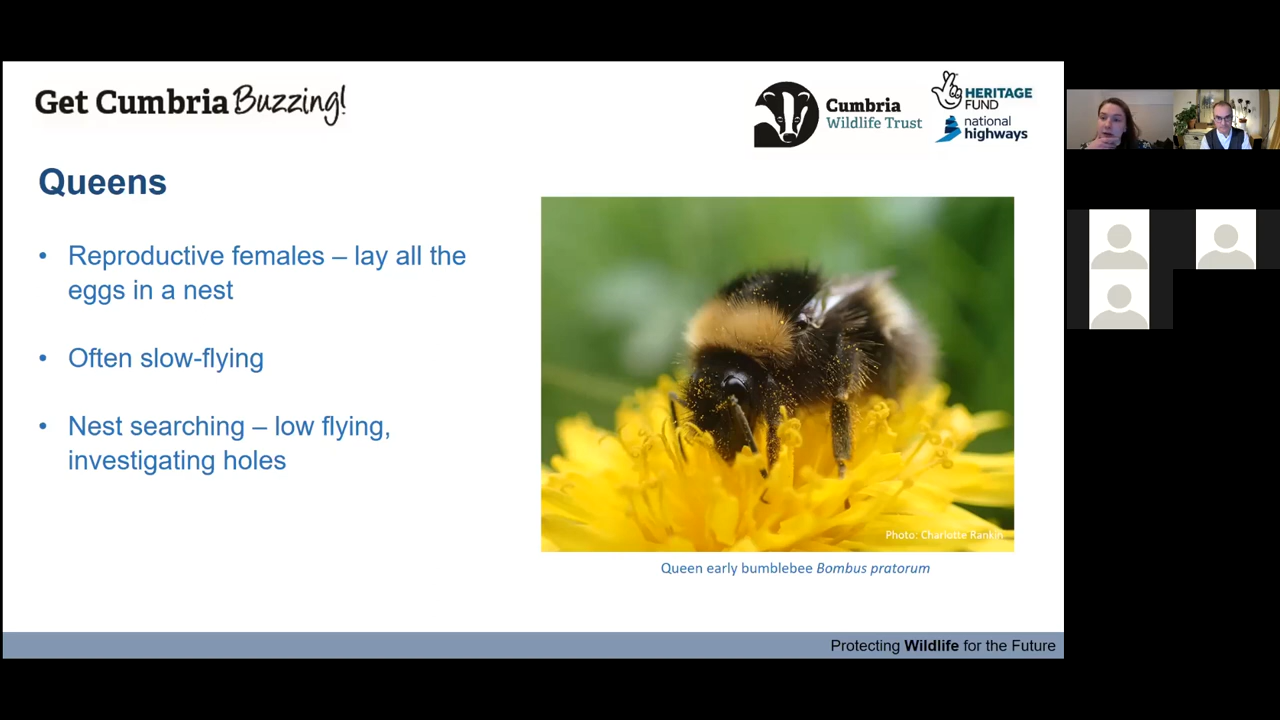 Get Cumbria Buzzing!
Cumbria
Wildlife Trust
HERITAGE
FUND
national
highways
Queens
• Reproductive females – lay all the
eggs in a nest
• Often slow-flying
• Nest searching – low flying,
investigating holes
Photo: Charlotte Rankin
Queen early bumblebee Bombus pratorum
Protecting Wildlife for the Future